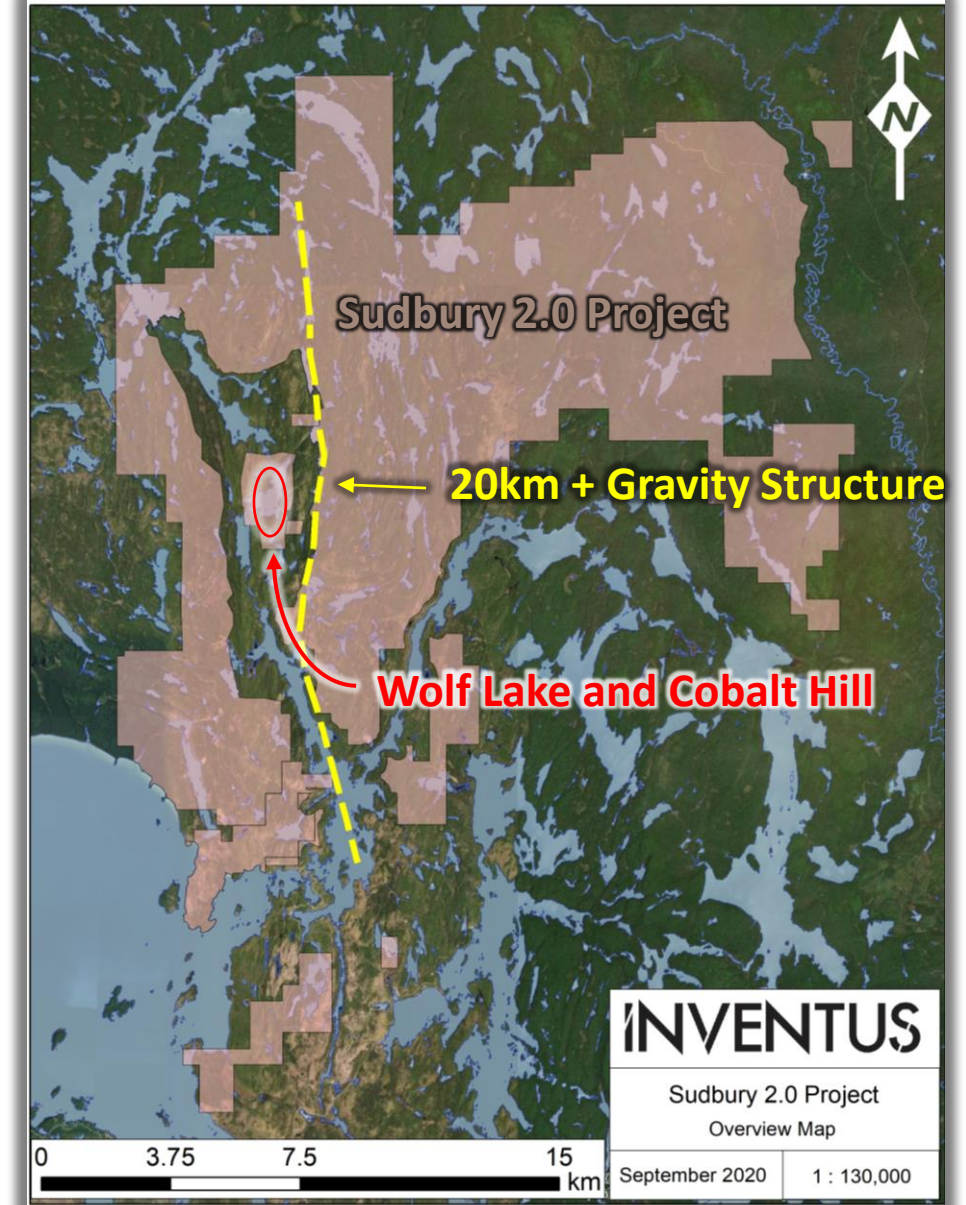 N
Sudbury 2.0 Project
20km + Gravity Structure
Wolf Lake and Cobalt Hill
INVENTUS
Sudbury 2.0 Project
Overview Map
September 2020
1 : 130,000
0 3.75 7.5 15
km